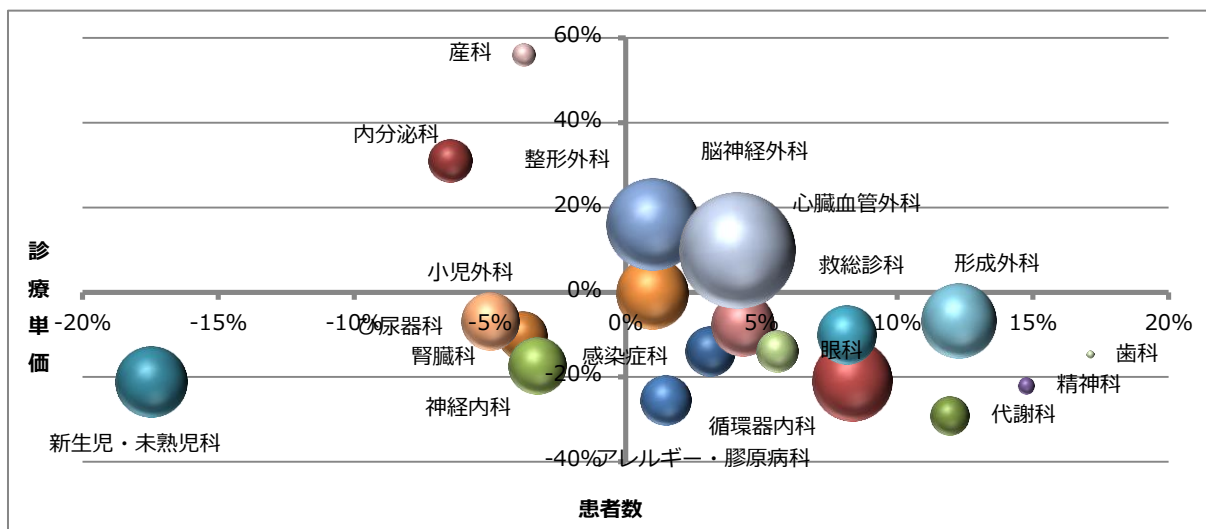 60%
産科
40%
内分泌科
整形外科
脳神経外科
20%
心臓血管外科
診療単価
小児外科
救総診科
形成外科
0%
-20%
-15%
-10%
-5%
0%
5%
10%
15%
20%
ひ尿器科
腎臓科
感染症科
眼科
歯科
-20%
精神科
神経内科
循環器内科
代謝科
新生児・未熟児科
-40%
アレルギー・膠原病科
患者数